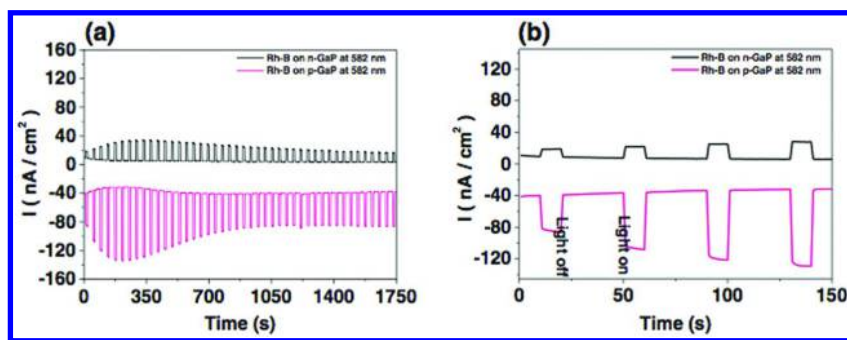 (a)
160
120
80
40
0
-40
-80
-120
-160
I ( nA / cm²)
Rh-B on n-GaP at 582 nm
Rh-B on p-GaP at 582 nm
0 350 700 1050 1400 1750
Time (s)
(b)
120
80
40
0
-40
-80
-120
I ( nA / cm²)
Rh-B on n-GaP at 582 nm
Rh-B on p-GaP at 582 nm
Light off
Light on
0 50 100 150
Time (s)